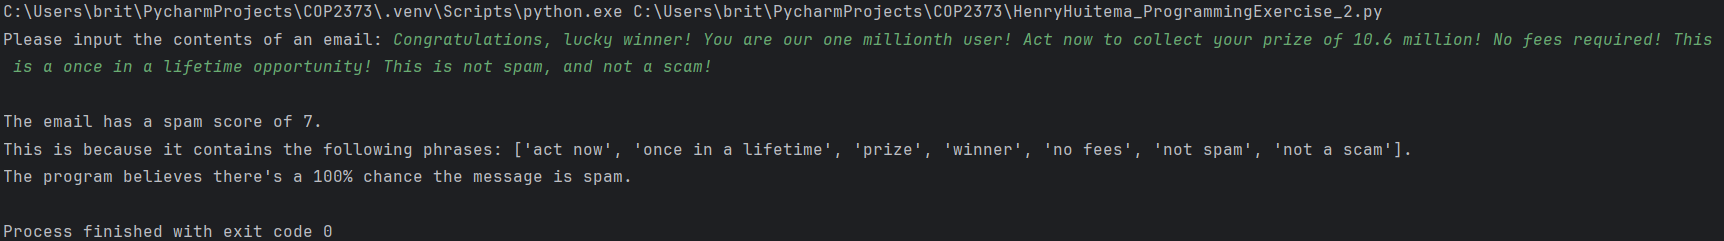 C:\Users\brit\PycharmProjects\COP2373\.venv\Scripts\python.exe C:\Users\brit\PycharmProjects\COP2373\HenryHuitema_ProgrammingExercise_2.py
Please input the contents of an email: Congratulations, lucky winner! You are our one millionth user! Act now to collect your prize of 10.6 million! No fees required! This
is a once in a lifetime opportunity! This is not spam, and not a scam!
The email has a spam score of 7.
This is because it contains the following phrases: ['act now', 'once in a lifetime', 'prize', 'winner', 'no fees', 'not spam', 'not a scam'].
The program believes there's a 100% chance the message is spam.
Process finished with exit code 0